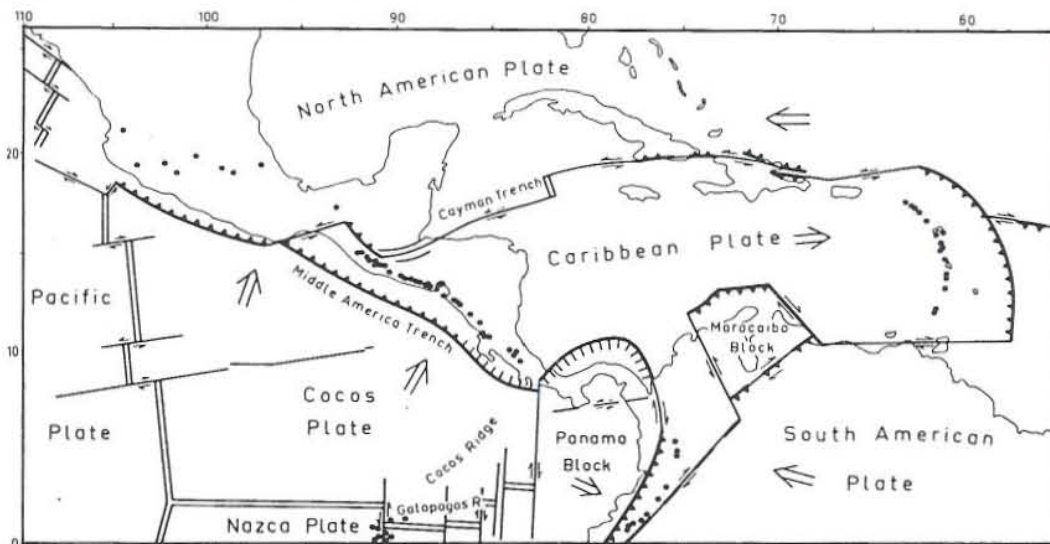 110
100
90
80
70
60
North American Plate
20
Cayman Trench
Caribbean Plate
Pacific
Middle America Trench
Maracaibo
Block
10
Cocos
Plate
Plate
Cocos Ridge
Panama
Block
South American
Plate
Galapagos R.
Nazca Plate
0